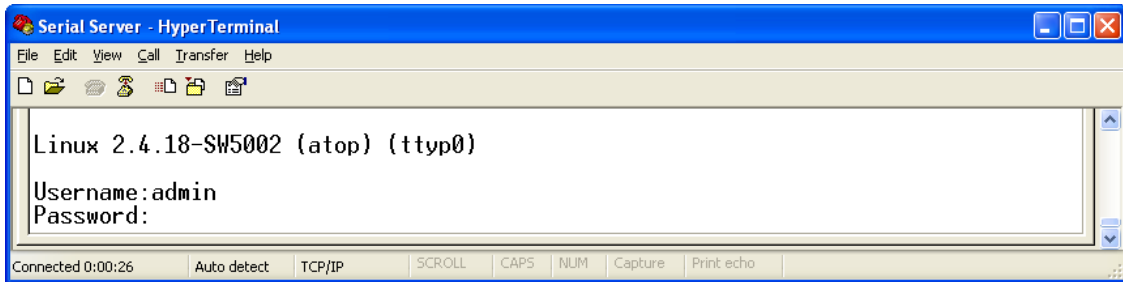 Serial Server - HyperTerminal
File Edit View Call Transfer Help
Linux 2.4.18-SW5002 (atop) (ttyp0)
Username:admin
Password:
Connected 0:00:26 Auto detect TCP/IP SCROLL CAPS NUM Capture Print echo